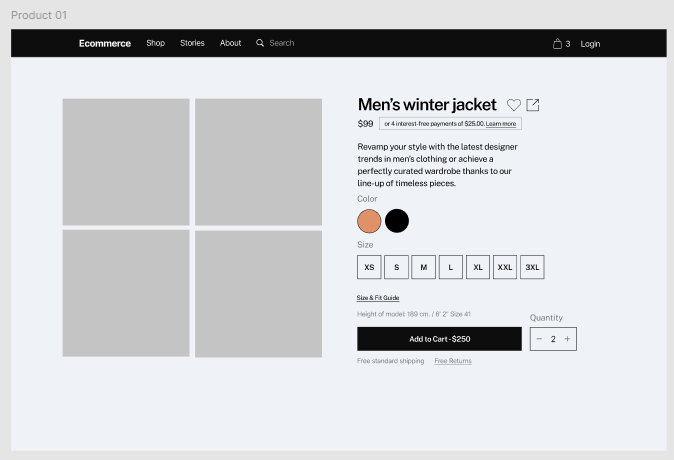 Product 01
Ecommerce Shop Stories About Search 3 Login
Men's winter jacket
$99 or 4 interest-free payments of $25.00. Learn more
Revamp your style with the latest designer
trends in men's clothing or achieve a
perfectly curated wardrobe thanks to our
line-up of timeless pieces.
Color
Size
XS S M L XL XXL 3XL
Size & Fit Guide
Height of model: 189 cm. / 6' 2" Size 41
Quantity
Add to Cart - $250 − 2 +
Free standard shipping Free Returns